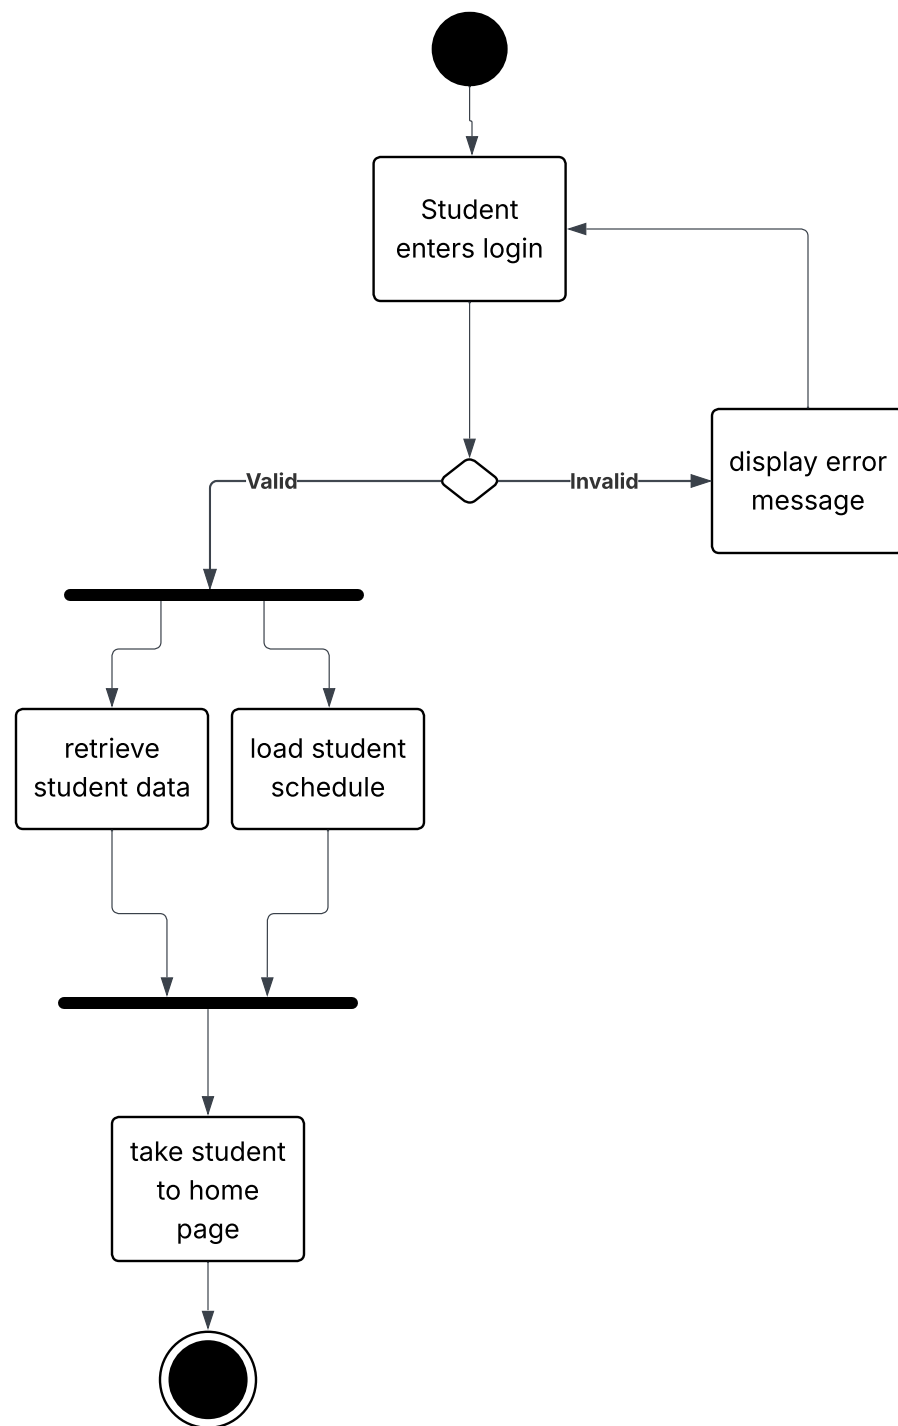 Student
enters login
Valid
Invalid
display error
message
retrieve
student data
load student
schedule
take student
to home
page